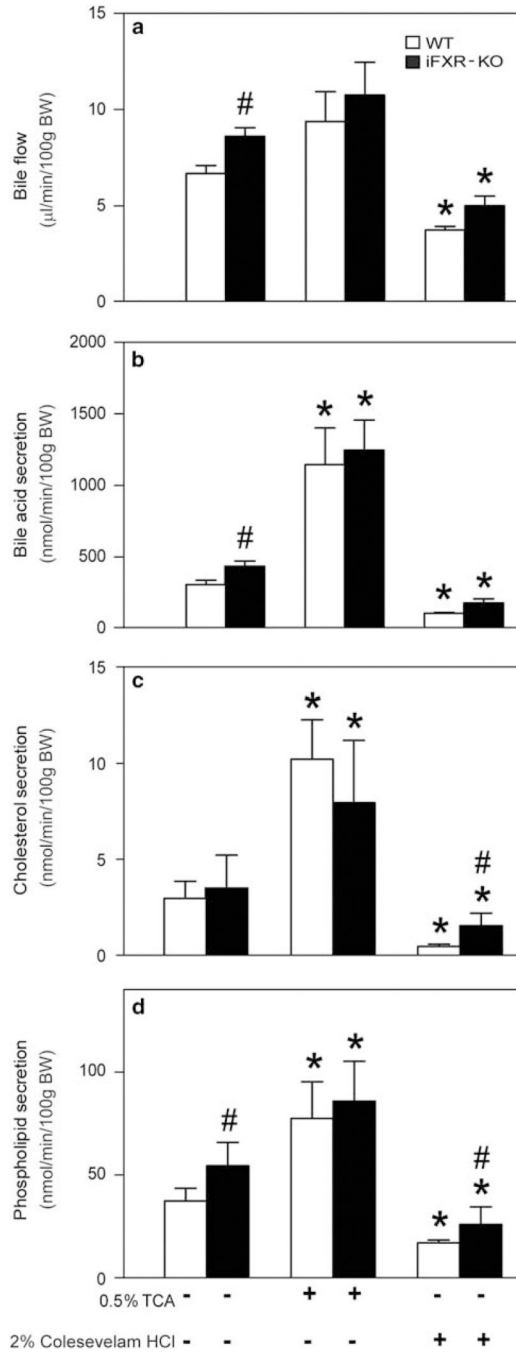 a
WT
iFXR-KO
Bile flow
(µl/min/100g BW)
15
10
5
0
#
*
*
b
Bile acid secretion
(nmol/min/100g BW)
2000
1500
1000
500
0
#
*
*
*
*
c
Cholesterol secretion
(nmol/min/100g BW)
15
10
5
0
*
*
*
#
*
d
Phospholipid secretion
(nmol/min/100g BW)
100
50
0
#
*
*
*
#
*
0.5% TCA - - + + - -
2% Colesevelam HCl - - - - + +